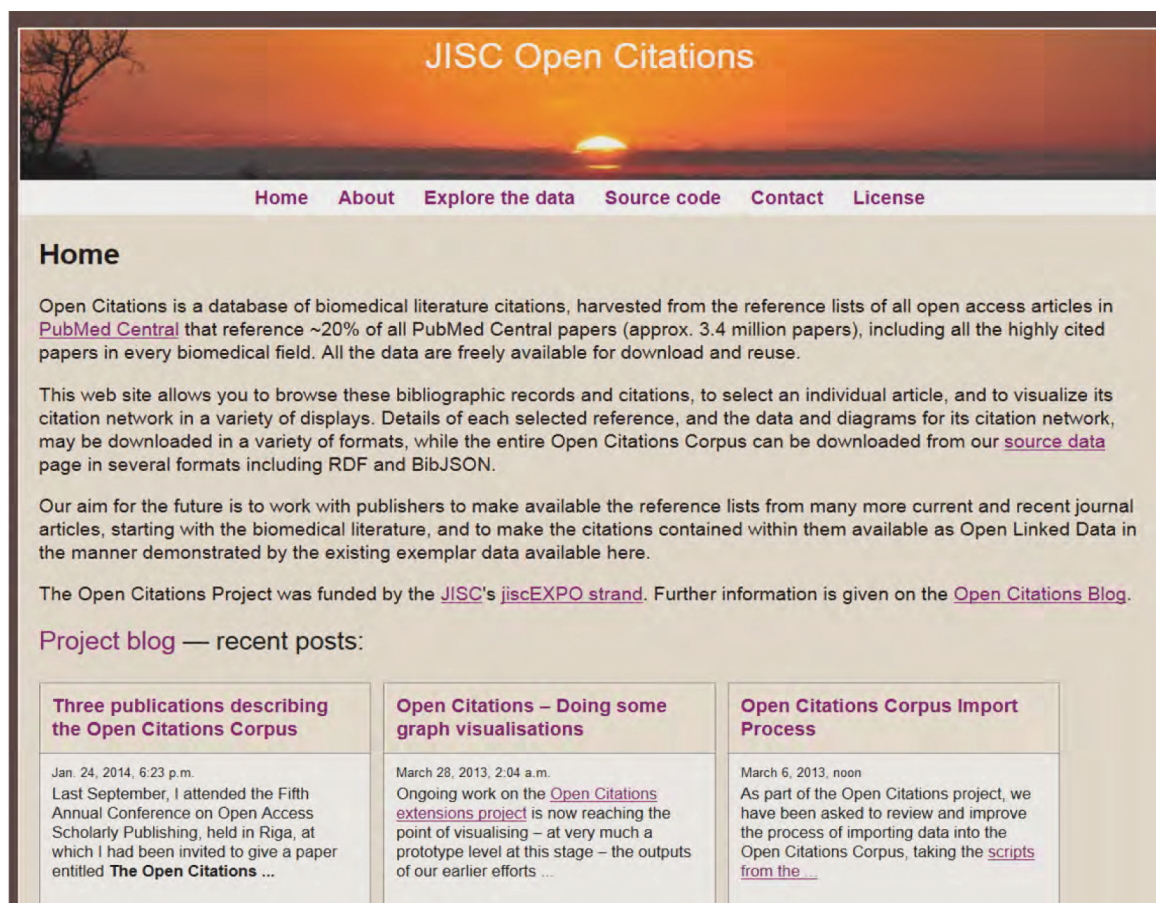 JISC Open Citations
Home About Explore the data Source code Contact License
Home
Open Citations is a database of biomedical literature citations, harvested from the reference lists of all open access articles in
PubMed Central that reference ~20% of all PubMed Central papers (approx. 3.4 million papers), including all the highly cited
papers in every biomedical field. All the data are freely available for download and reuse.
This web site allows you to browse these bibliographic records and citations, to select an individual article, and to visualize its
citation network in a variety of displays. Details of each selected reference, and the data and diagrams for its citation network,
may be downloaded in a variety of formats, while the entire Open Citations Corpus can be downloaded from our source data
page in several formats including RDF and BibJSON.
Our aim for the future is to work with publishers to make available the reference lists from many more current and recent journal
articles, starting with the biomedical literature, and to make the citations contained within them available as Open Linked Data in
the manner demonstrated by the existing exemplar data available here.
The Open Citations Project was funded by the JISC's jiscEXPO strand. Further information is given on the Open Citations Blog.
Project blog — recent posts:
Three publications describing
the Open Citations Corpus
Jan. 24, 2014, 6:23 p.m.
Last September, I attended the Fifth
Annual Conference on Open Access
Scholarly Publishing, held in Riga, at
which I had been invited to give a paper
entitled The Open Citations ...
Open Citations – Doing some
graph visualisations
March 28, 2013, 2:04 a.m.
Ongoing work on the Open Citations
extensions project is now reaching the
point of visualising – at very much a
prototype level at this stage – the outputs
of our earlier efforts ...
Open Citations Corpus Import
Process
March 6, 2013, noon
As part of the Open Citations project, we
have been asked to review and improve
the process of importing data into the
Open Citations Corpus, taking the scripts
from the ...